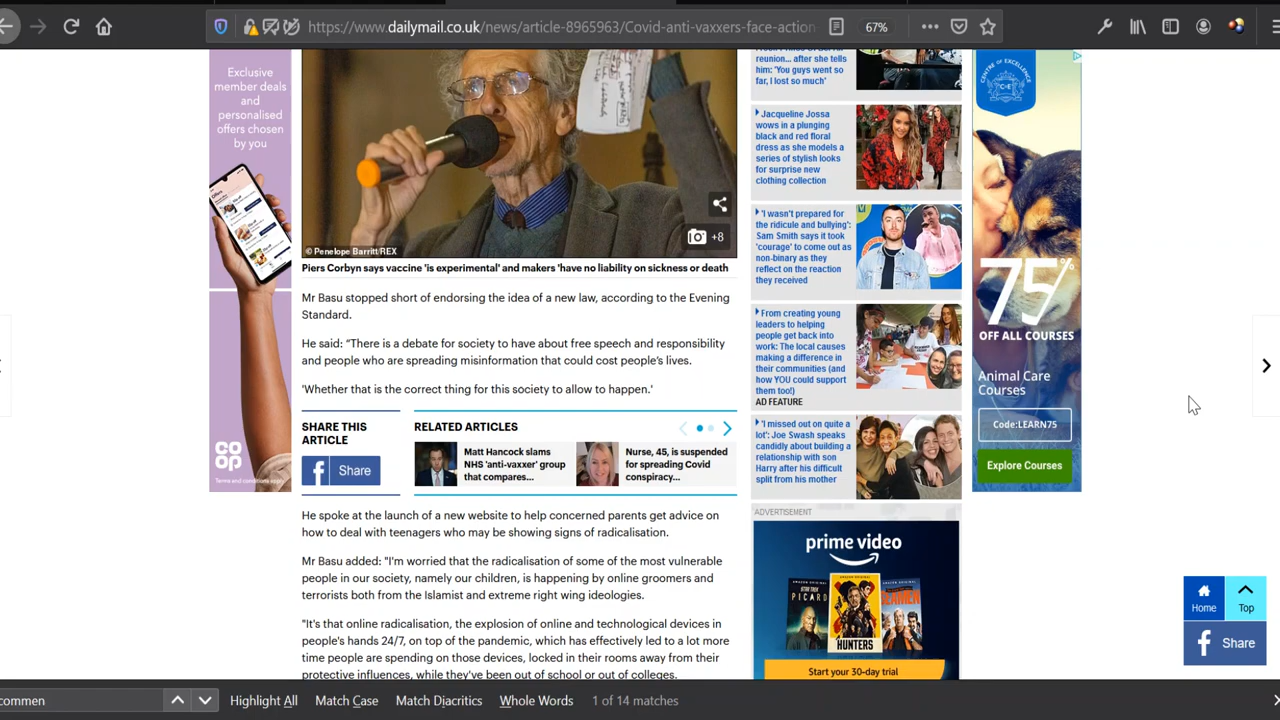 https://www.dailymail.co.uk/news/article-8965963/Covid-anti-vaxxers-face-action
67%
Exclusive
member deals
and
personalised
offers chosen
by you
CO
OP
Terms and conditions apply
© Penelope Barritt/REX
+8
Piers Corbyn says vaccine 'is experimental' and makers 'have no liability on sickness or death
Mr Basu stopped short of endorsing the idea of a new law, according to the Evening
Standard.
He said: “There is a debate for society to have about free speech and responsibility
and people who are spreading misinformation that could cost people’s lives.
'Whether that is the correct thing for this society to allow to happen.'
SHARE THIS
ARTICLE
Share
RELATED ARTICLES
Matt Hancock slams
NHS 'anti-vaxxer' group
that compares...
Nurse, 45, is suspended
for spreading Covid
conspiracy...
He spoke at the launch of a new website to help concerned parents get advice on
how to deal with teenagers who may be showing signs of radicalisation.
Mr Basu added: "I'm worried that the radicalisation of some of the most vulnerable
people in our society, namely our children, is happening by online groomers and
terrorists both from the Islamist and extreme right wing ideologies.
"It's that online radicalisation, the explosion of online and technological devices in
people's hands 24/7, on top of the pandemic, which has effectively led to a lot more
time people are spending on those devices, locked in their rooms away from their
protective influences, while they've been out of school or out of colleges.
reunion... after she tells
him: 'You guys went so
far, I lost so much'
Jacqueline Jossa
wows in a plunging
black and red floral
dress as she models a
series of stylish looks
for surprise new
clothing collection
'I wasn't prepared for
the ridicule and bullying':
Sam Smith says it took
'courage' to come out as
non-binary as they
reflect on the reaction
they received
From creating young
leaders to helping
people get back into
work: The local causes
making a difference in
their communities (and
how YOU could support
them too!)
AD FEATURE
'I missed out on quite a
lot': Joe Swash speaks
candidly about building a
relationship with son
Harry after his difficult
split from his mother
ADVERTISEMENT
prime video
STAR TREK
PICARD
HUNTERS
Start your 30-day trial
CENTRE OF EXCELLENCE
75%
OFF ALL COURSES
Animal Care
Courses
Code:LEARN75
Explore Courses
Home
Top
Share
commen
Highlight All
Match Case
Match Diacritics
Whole Words
1 of 14 matches